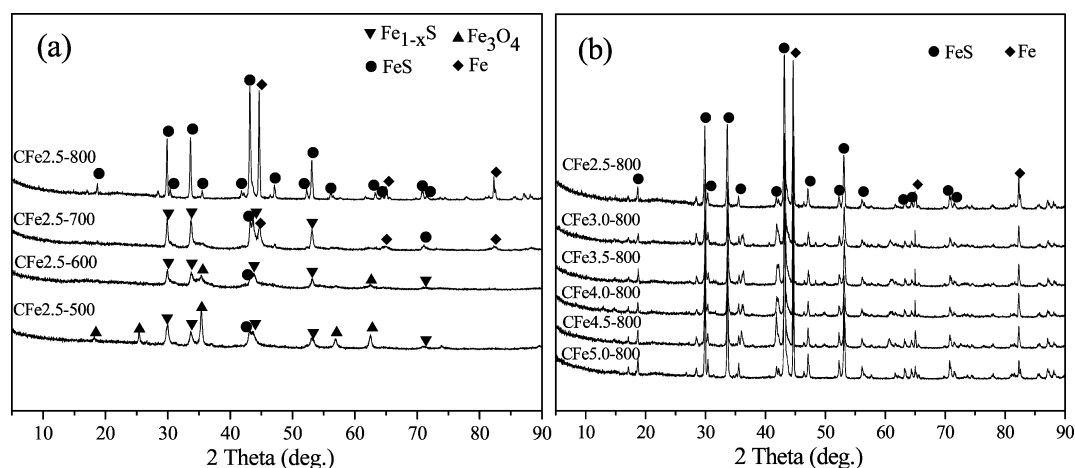 (a)
▼ Fe1-xS ▲ Fe3O4
● FeS ◆ Fe
CFe2.5-800
CFe2.5-700
CFe2.5-600
CFe2.5-500
10 20 30 40 50 60 70 80 90
2 Theta (deg.)
(b)
● FeS ◆ Fe
CFe2.5-800
CFe3.0-800
CFe3.5-800
CFe4.0-800
CFe4.5-800
CFe5.0-800
10 20 30 40 50 60 70 80 90
2 Theta (deg.)